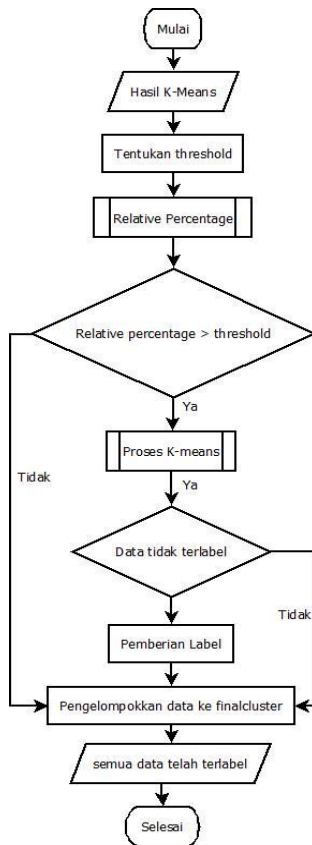 Mulai
Hasil K-Means
Tentukan threshold
Relative Percentage
Relative percentage > threshold
Ya
Tidak
Proses K-means
Ya
Data tidak terlabel
Tidak
Pemberian Label
Pengelompokkan data ke finalcluster
semua data telah terlabel
Selesai